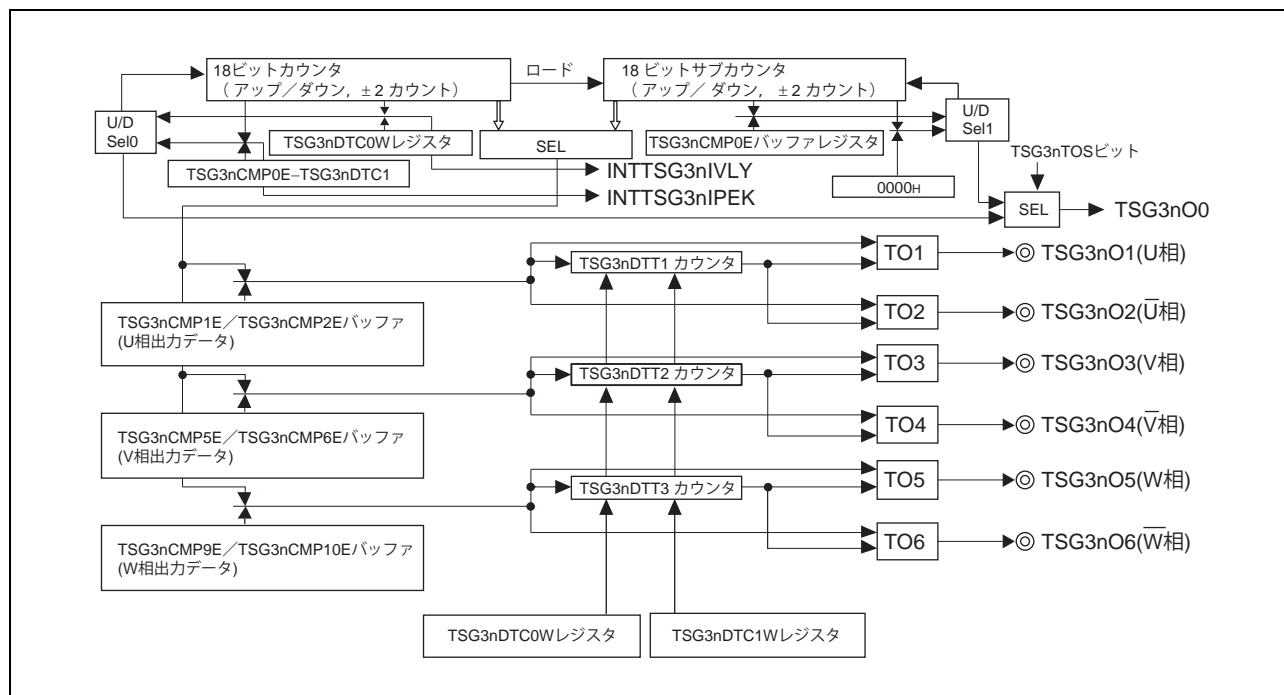 18ビットカウンタ
（アップ／ダウン，±2 カウント）
ロード
18 ビットサブカウンタ
（アップ／ダウン，±2 カウント）
U/D
Sel0
U/D
Sel1
TSG3nDTC0Wレジスタ
SEL
TSG3nCMP0Eバッファレジスタ
TSG3nTOSビット
TSG3nCMP0E–TSG3nDTC1
INTTSG3nIVLY
INTTSG3nIPEK
0000H
SEL
TSG3nO0
TSG3nDTT1 カウンタ
TO1
TSG3nO1(U相)
TSG3nCMP1E／TSG3nCMP2Eバッファ
(U相出力データ)
TO2
TSG3nO2(U̅相)
TSG3nDTT2 カウンタ
TO3
TSG3nO3(V相)
TSG3nCMP5E／TSG3nCMP6Eバッファ
(V相出力データ)
TO4
TSG3nO4(V̅相)
TSG3nDTT3 カウンタ
TO5
TSG3nO5(W相)
TSG3nCMP9E／TSG3nCMP10Eバッファ
(W相出力データ)
TO6
TSG3nO6(W̅相)
TSG3nDTC0Wレジスタ
TSG3nDTC1Wレジスタ